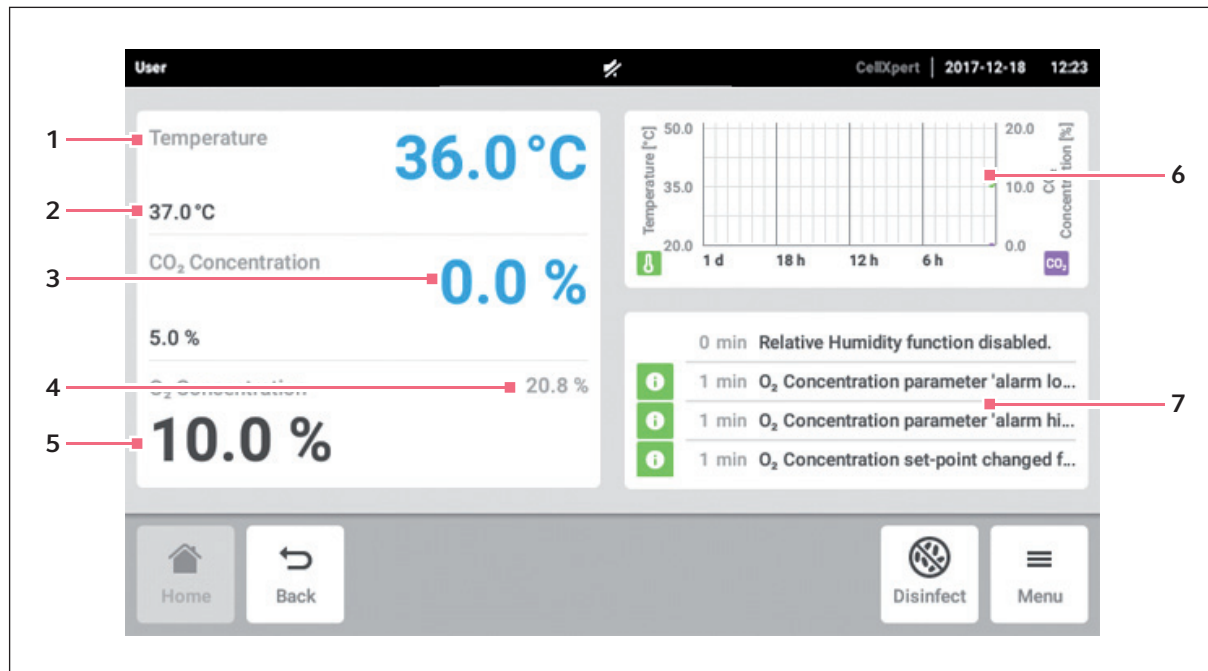 User CellXpert | 2017-12-18 12:23
1 Temperature 36.0 °C
2 37.0 °C
3 CO₂ Concentration 0.0 %
5.0 %
4 O₂ Concentration 20.8 %
5 10.0 %
Temperature [°C]
50.0
35.0
20.0
1 d 18 h 12 h 6 h
20.0
10.0
0.0
CO₂
Concentration [%]
CO₂
6
0 min Relative Humidity function disabled.
1 min O₂ Concentration parameter 'alarm lo...
1 min O₂ Concentration parameter 'alarm hi...
1 min O₂ Concentration set-point changed f...
7
Home
Back
Disinfect
Menu